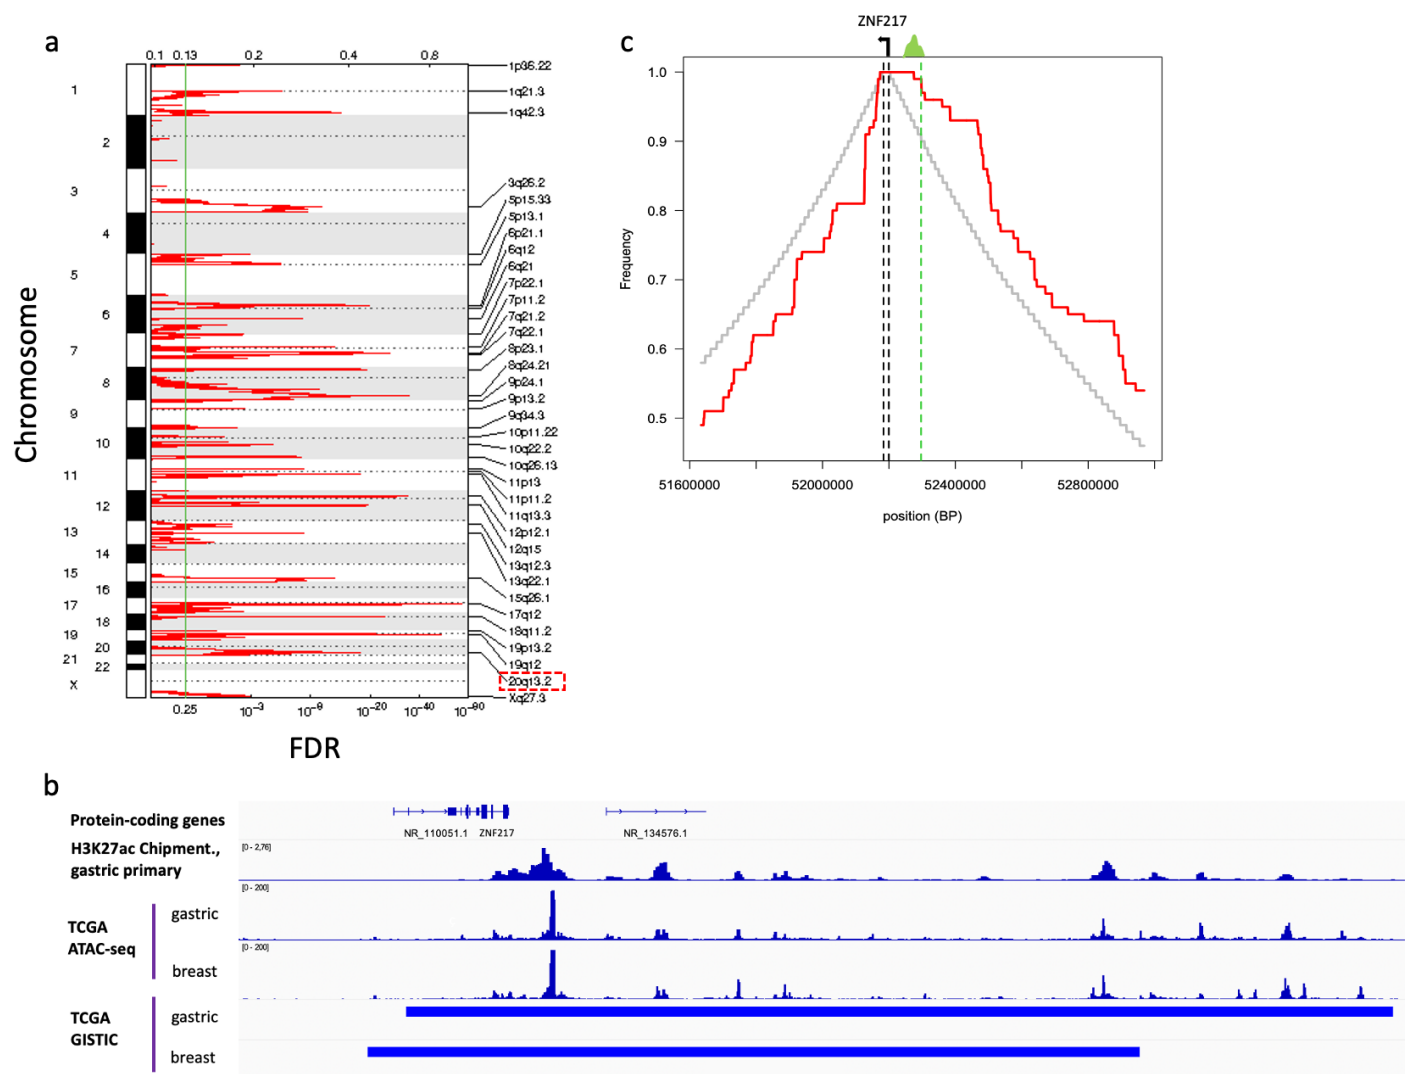 a
0.1 0.13 0.2 0.4 0.8
Chromosome
1
2
3
4
5
6
7
8
9
10
11
12
13
14
15
16
17
18
19
20
21
22
X
1p36.22
1q21.3
1q42.3
3q26.2
5p15.33
5p13.1
6p21.1
6q12
6q21
7p22.1
7p11.2
7q21.2
7q22.1
8p23.1
8q24.21
9p24.1
9p13.2
9q34.3
10p11.22
10q22.2
10q26.13
11p13
11p11.2
11q13.3
12p12.1
12q15
13q12.3
13q22.1
15q26.1
17q12
18q11.2
19p13.2
19q12
20q13.2
Xq27.3
0.25 10⁻³ 10⁻⁹ 10⁻²⁰ 10⁻⁴⁰ 10⁻⁹⁰
FDR
c
ZNF217
Frequency
1.0
0.9
0.8
0.7
0.6
0.5
51600000 52000000 52400000 52800000
position (BP)
b
Protein-coding genes
NR_110051.1 ZNF217 NR_134576.1
H3K27ac Chipment.,
gastric primary
[0 - 2,76]
TCGA
ATAC-seq
gastric
[0 - 200]
breast
[0 - 200]
TCGA
GISTIC
gastric
breast